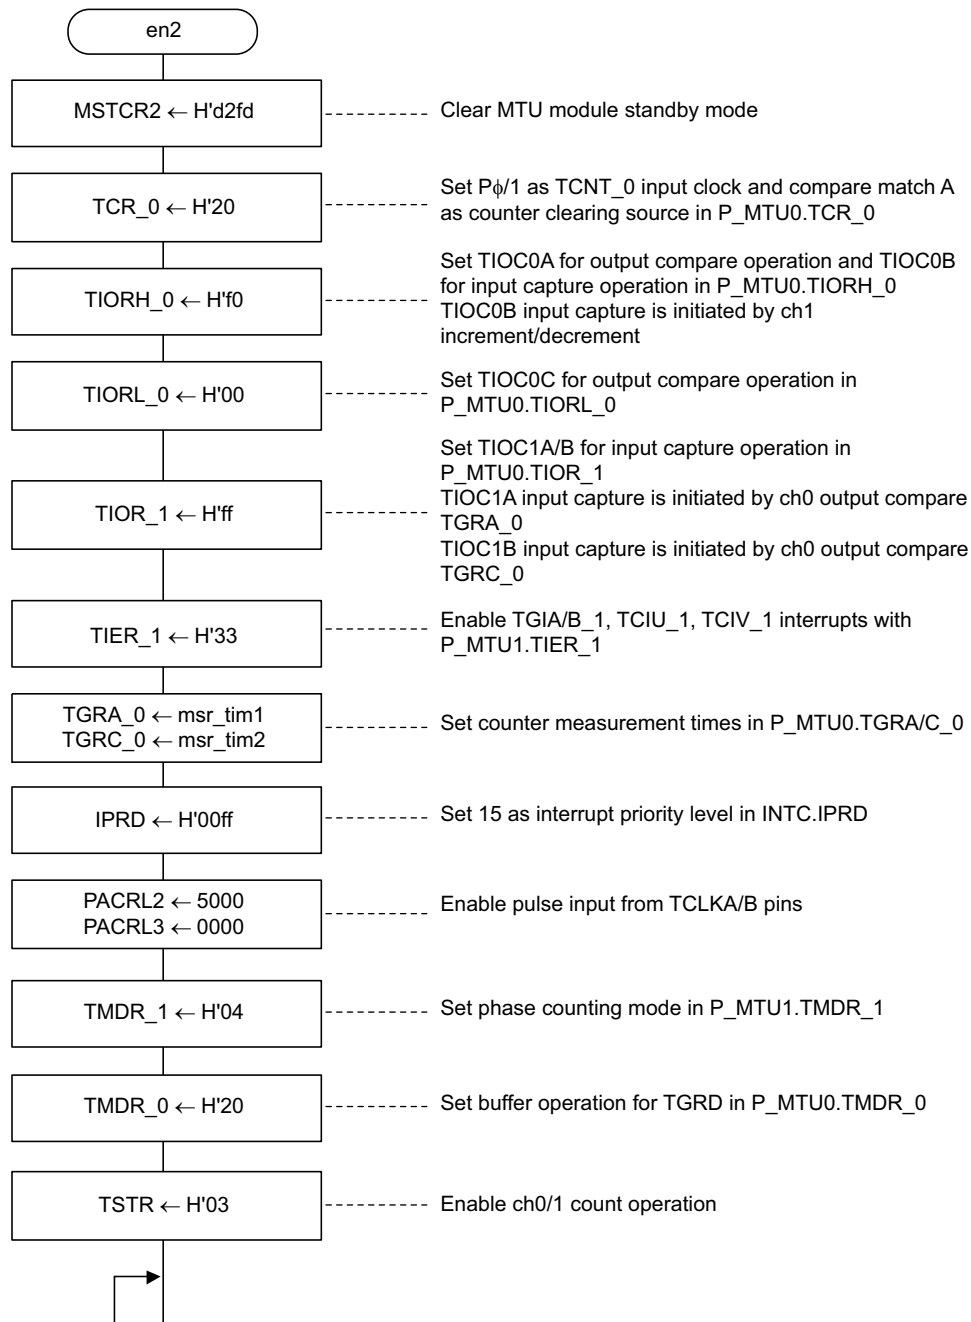 en2
MSTCR2 ← H'd2fd
Clear MTU module standby mode
TCR_0 ← H'20
Set Pϕ/1 as TCNT_0 input clock and compare match A
as counter clearing source in P_MTU0.TCR_0
TIORH_0 ← H'f0
Set TIOC0A for output compare operation and TIOC0B
for input capture operation in P_MTU0.TIORH_0
TIOC0B input capture is initiated by ch1
increment/decrement
TIORL_0 ← H'00
Set TIOC0C for output compare operation in
P_MTU0.TIORL_0
TIOR_1 ← H'ff
Set TIOC1A/B for input capture operation in
P_MTU0.TIOR_1
TIOC1A input capture is initiated by ch0 output compare
TGRA_0
TIOC1B input capture is initiated by ch0 output compare
TGRC_0
TIER_1 ← H'33
Enable TGIA/B_1, TCIU_1, TCIV_1 interrupts with
P_MTU1.TIER_1
TGRA_0 ← msr_tim1
TGRC_0 ← msr_tim2
Set counter measurement times in P_MTU0.TGRA/C_0
IPRD ← H'00ff
Set 15 as interrupt priority level in INTC.IPRD
PACRL2 ← 5000
PACRL3 ← 0000
Enable pulse input from TCLKA/B pins
TMDR_1 ← H'04
Set phase counting mode in P_MTU1.TMDR_1
TMDR_0 ← H'20
Set buffer operation for TGRD in P_MTU0.TMDR_0
TSTR ← H'03
Enable ch0/1 count operation